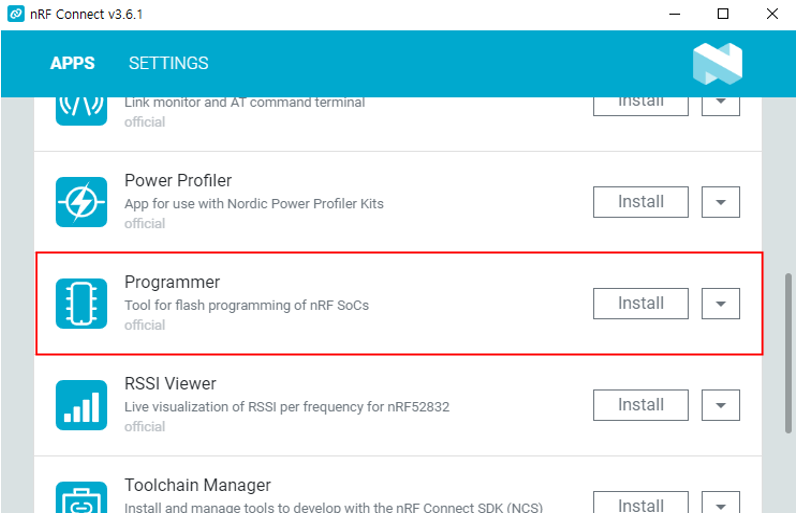 nRF Connect v3.6.1
APPS SETTINGS
Link monitor and AT command terminal
official
Install
Power Profiler
App for use with Nordic Power Profiler Kits
official
Install
Programmer
Tool for flash programming of nRF SoCs
official
Install
RSSI Viewer
Live visualization of RSSI per frequency for nRF52832
official
Install
Toolchain Manager
Install and manage tools to develop with the nRF Connect SDK (NCS)
Install